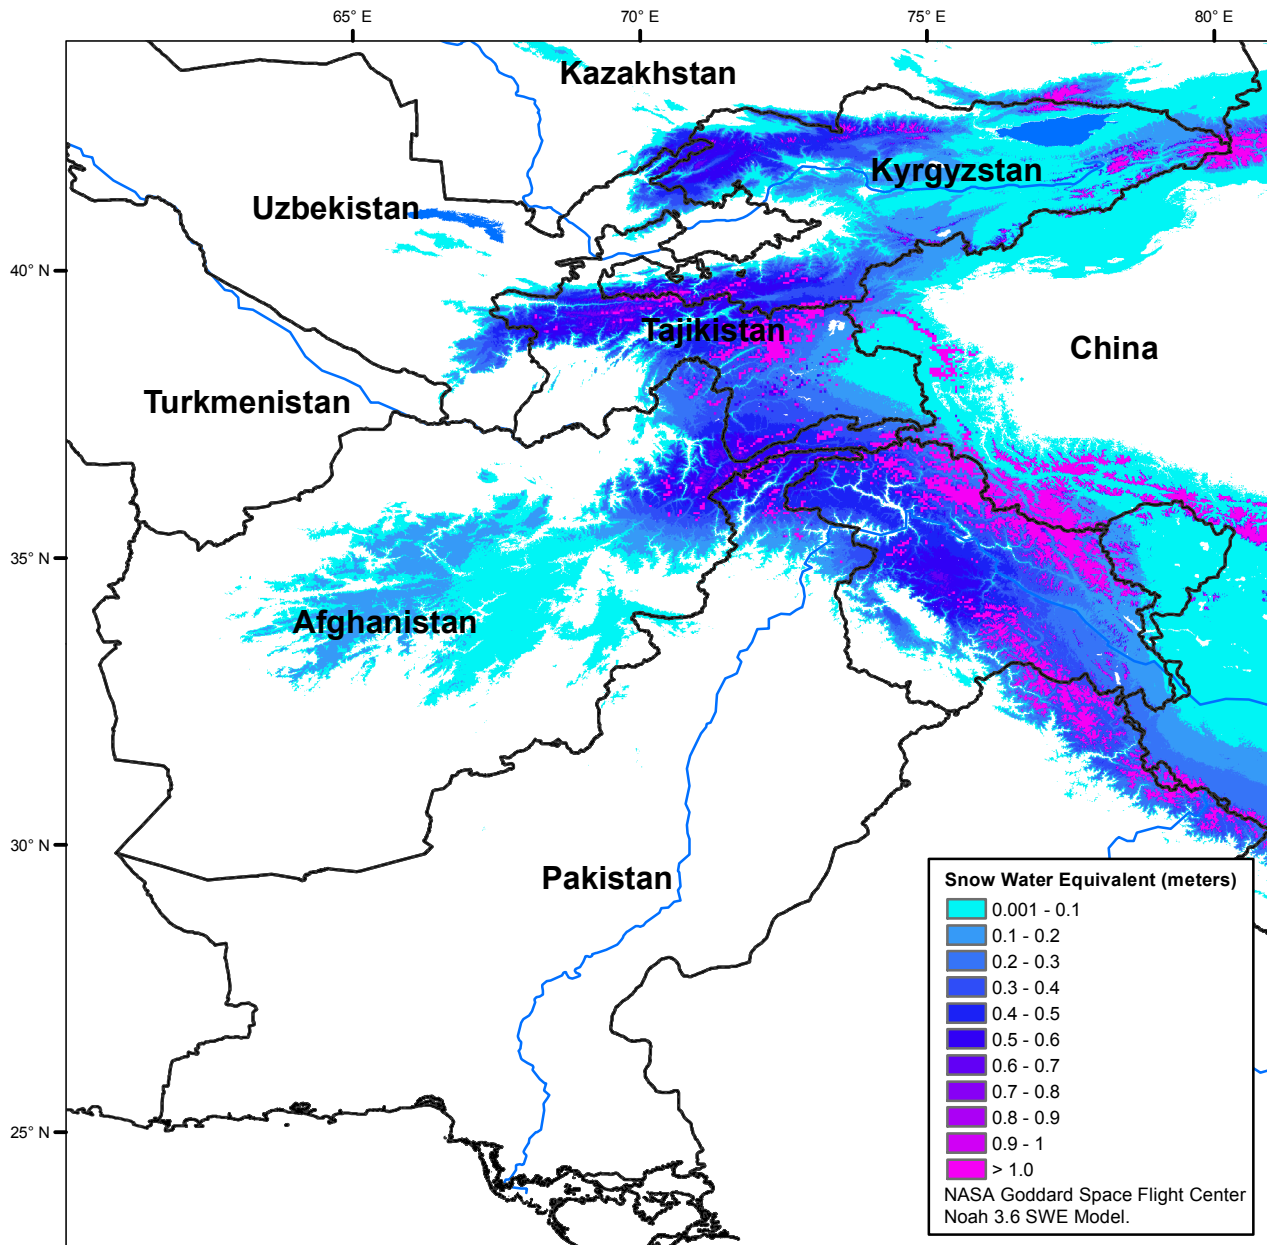 65° E
70° E
75° E
80° E
Kazakhstan
Kyrgyzstan
Uzbekistan
40° N
Tajikistan
China
Turkmenistan
35° N
Afghanistan
30° N
Pakistan
25° N
Snow Water Equivalent (meters)
0.001 - 0.1
0.1 - 0.2
0.2 - 0.3
0.3 - 0.4
0.4 - 0.5
0.5 - 0.6
0.6 - 0.7
0.7 - 0.8
0.8 - 0.9
0.9 - 1
> 1.0
NASA Goddard Space Flight Center
Noah 3.6 SWE Model.